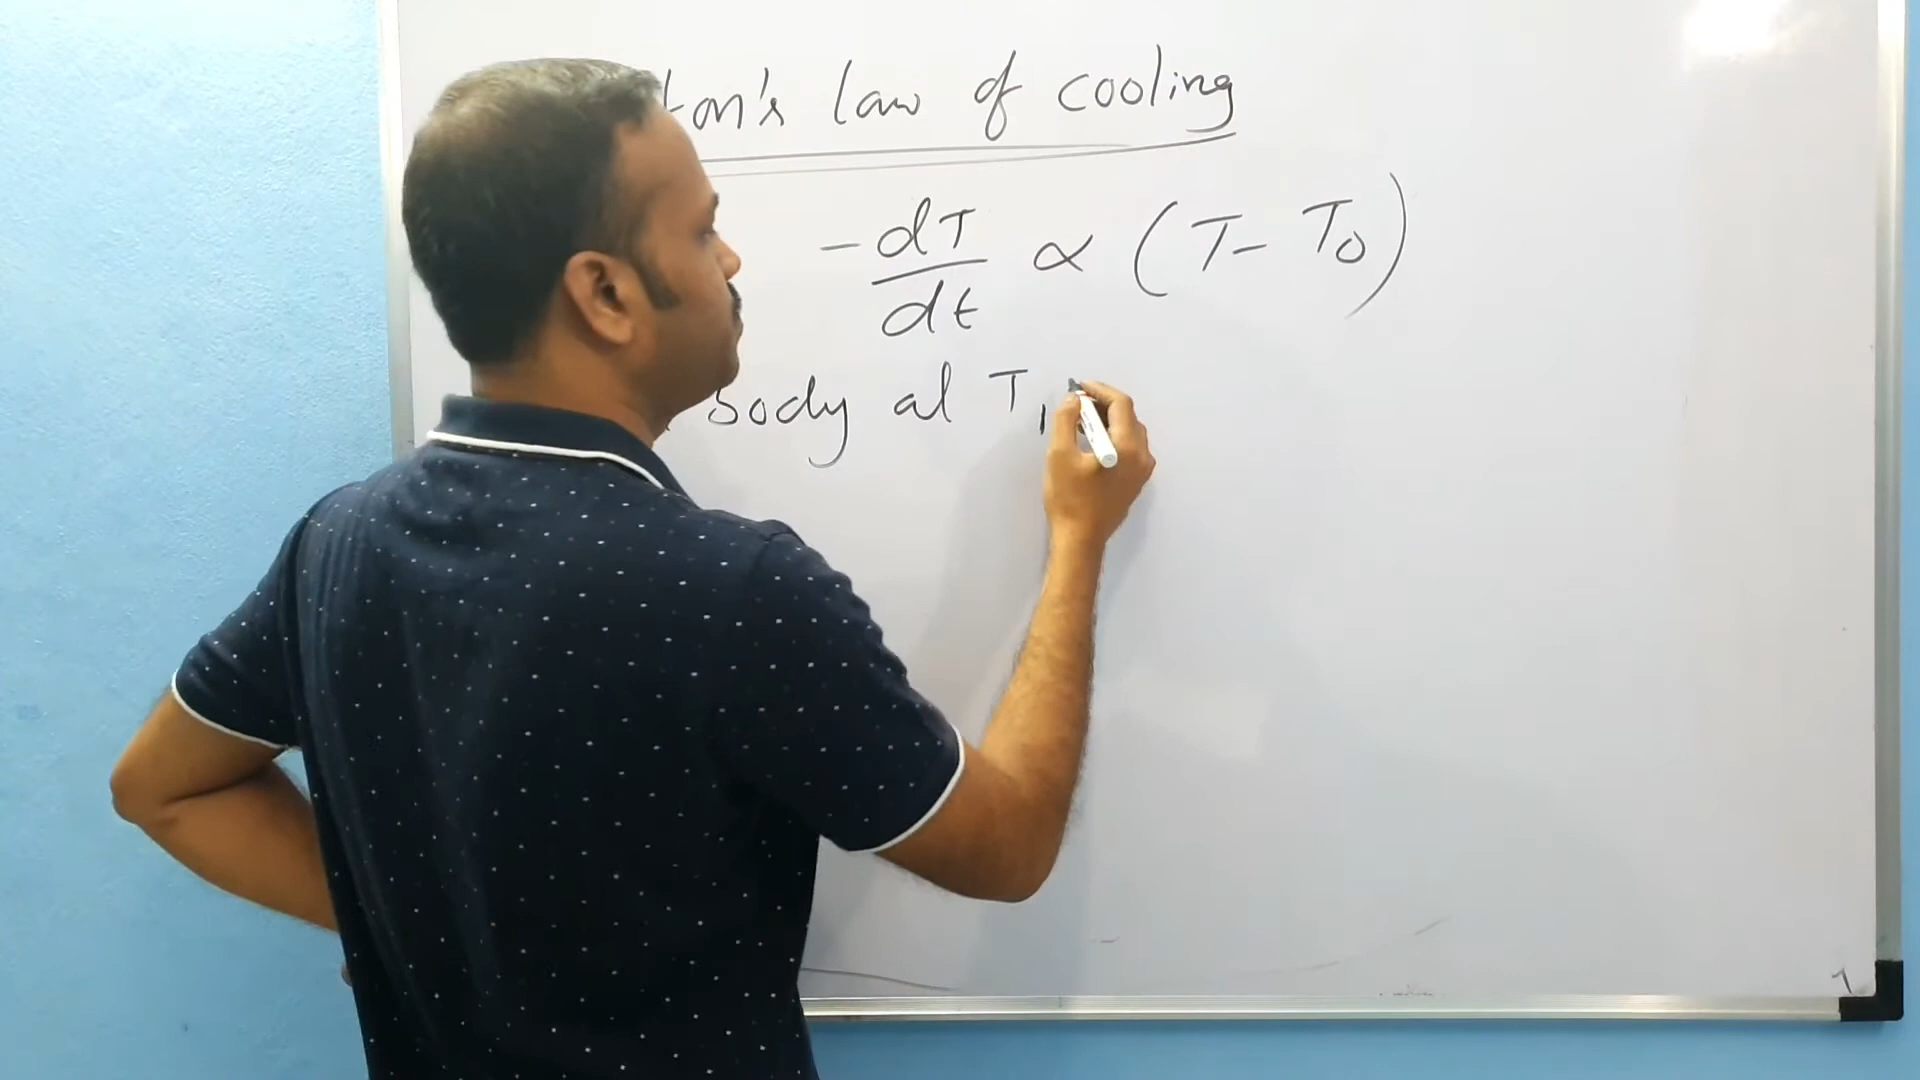 ton's law of cooling
-dT/dt ∝ (T - T0)
body at T1